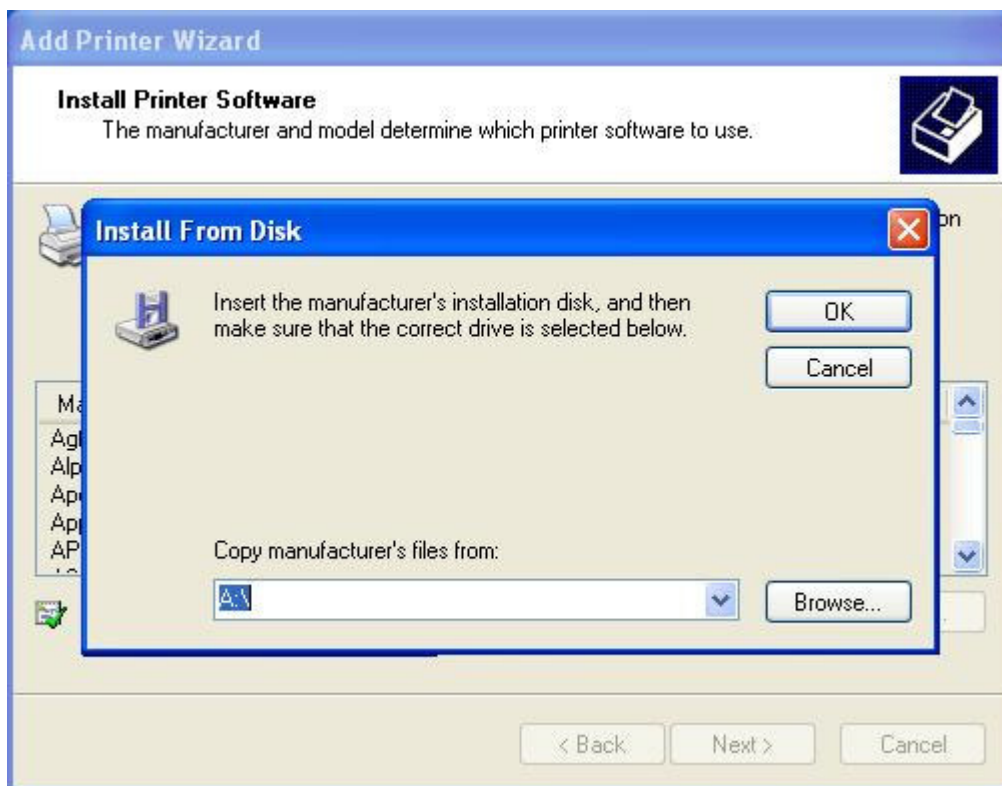 Add Printer Wizard
Install Printer Software
The manufacturer and model determine which printer software to use.
Install From Disk
Insert the manufacturer's installation disk, and then
make sure that the correct drive is selected below.
OK
Cancel
Copy manufacturer's files from:
A:\
Browse...
< Back
Next >
Cancel